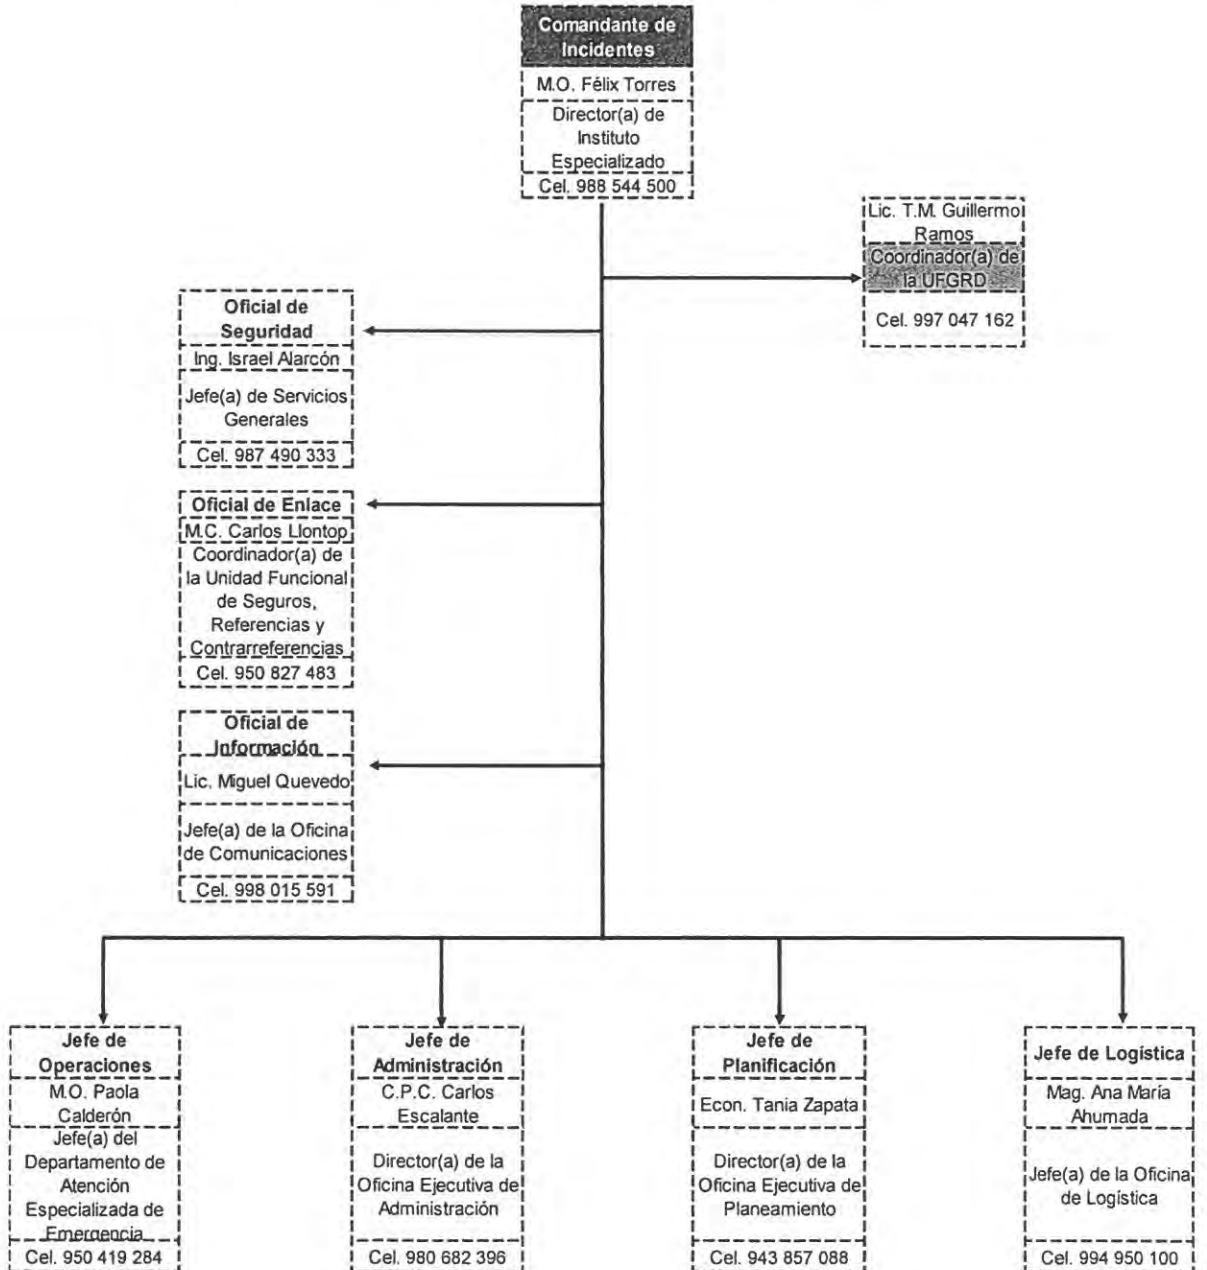 Comandante de
Incidentes
M.O. Félix Torres
Director(a) de
Instituto
Especializado
Cel. 988 544 500
Lic. T.M. Guillermo
Ramos
Coordinador(a) de
la UFGRD
Cel. 997 047 162
Oficial de
Seguridad
Ing. Israel Alarcón
Jefe(a) de Servicios
Generales
Cel. 987 490 333
Oficial de Enlace
M.C. Carlos Llontop
Coordinador(a) de
la Unidad Funcional
de Seguros,
Referencias y
Contrarreferencias
Cel. 950 827 483
Oficial de
Información
Lic. Miguel Quevedo
Jefe(a) de la Oficina
de Comunicaciones
Cel. 998 015 591
Jefe de
Operaciones
M.O. Paola
Calderón
Jefe(a) del
Departamento de
Atención
Especializada de
Emergencia
Cel. 950 419 284
Jefe de
Administración
C.P.C. Carlos
Escalante
Director(a) de la
Oficina Ejecutiva de
Administración
Cel. 980 682 396
Jefe de
Planificación
Econ. Tania Zapata
Director(a) de la
Oficina Ejecutiva de
Planeamiento
Cel. 943 857 088
Jefe de Logística
Mag. Ana María
Ahumada
Jefe(a) de la Oficina
de Logística
Cel. 994 950 100